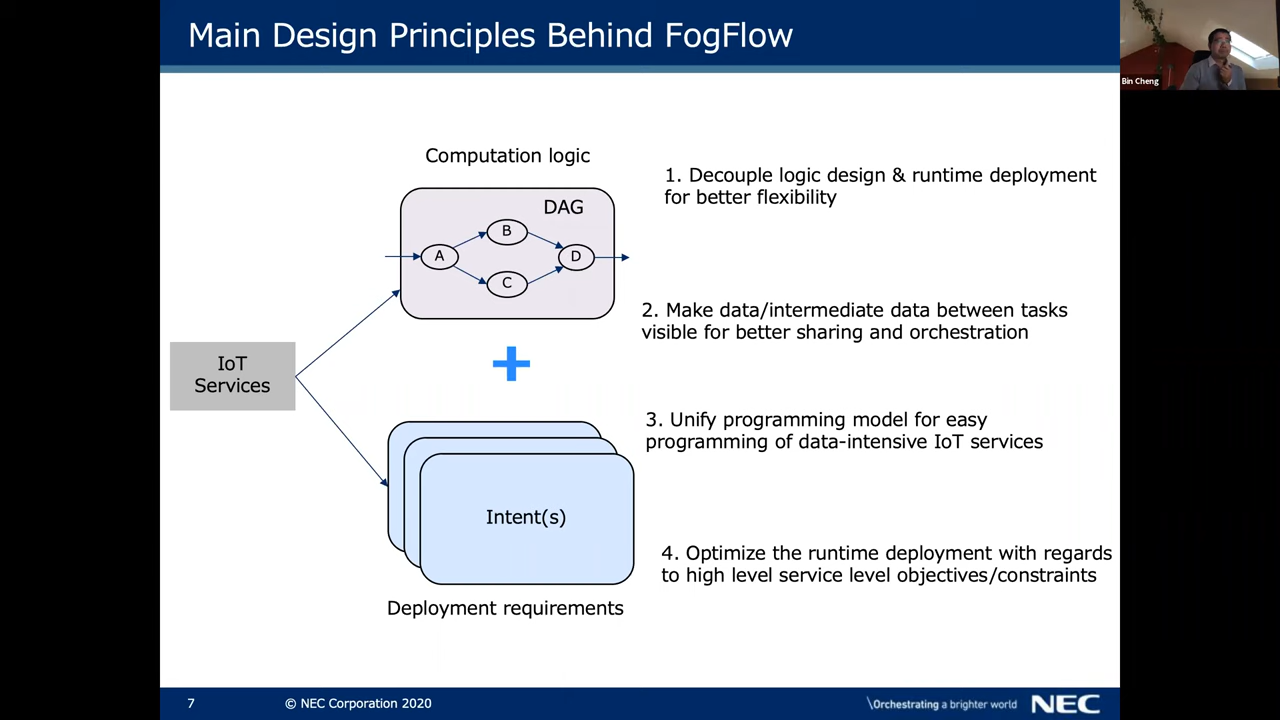 Main Design Principles Behind FogFlow
Bin Cheng
Computation logic
DAG
A
B
C
D
IoT
Services
Intent(s)
Deployment requirements
1. Decouple logic design & runtime deployment
for better flexibility
2. Make data/intermediate data between tasks
visible for better sharing and orchestration
3. Unify programming model for easy
programming of data-intensive IoT services
4. Optimize the runtime deployment with regards
to high level service level objectives/constraints
7
© NEC Corporation 2020
\Orchestrating a brighter world
NEC